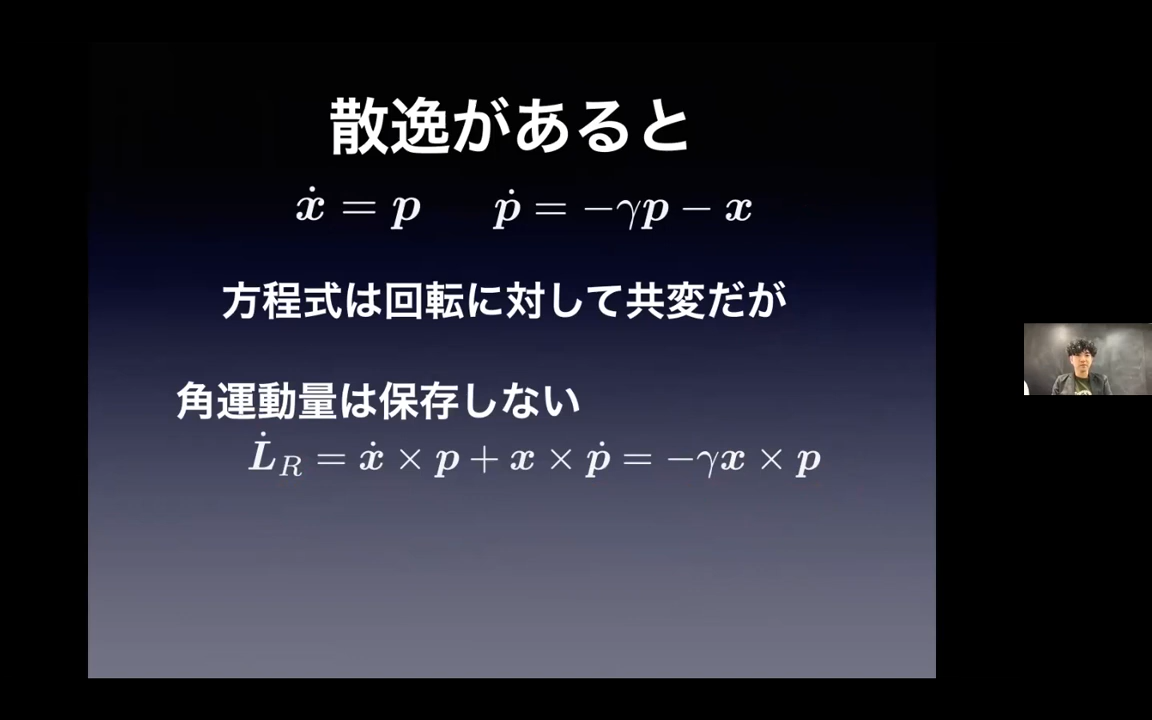 散逸があると
ẋ = p ṗ = −γp − x
方程式は回転に対して共変だが
角運動量は保存しない
L̇_R = ẋ × p + x × ṗ = −γx × p